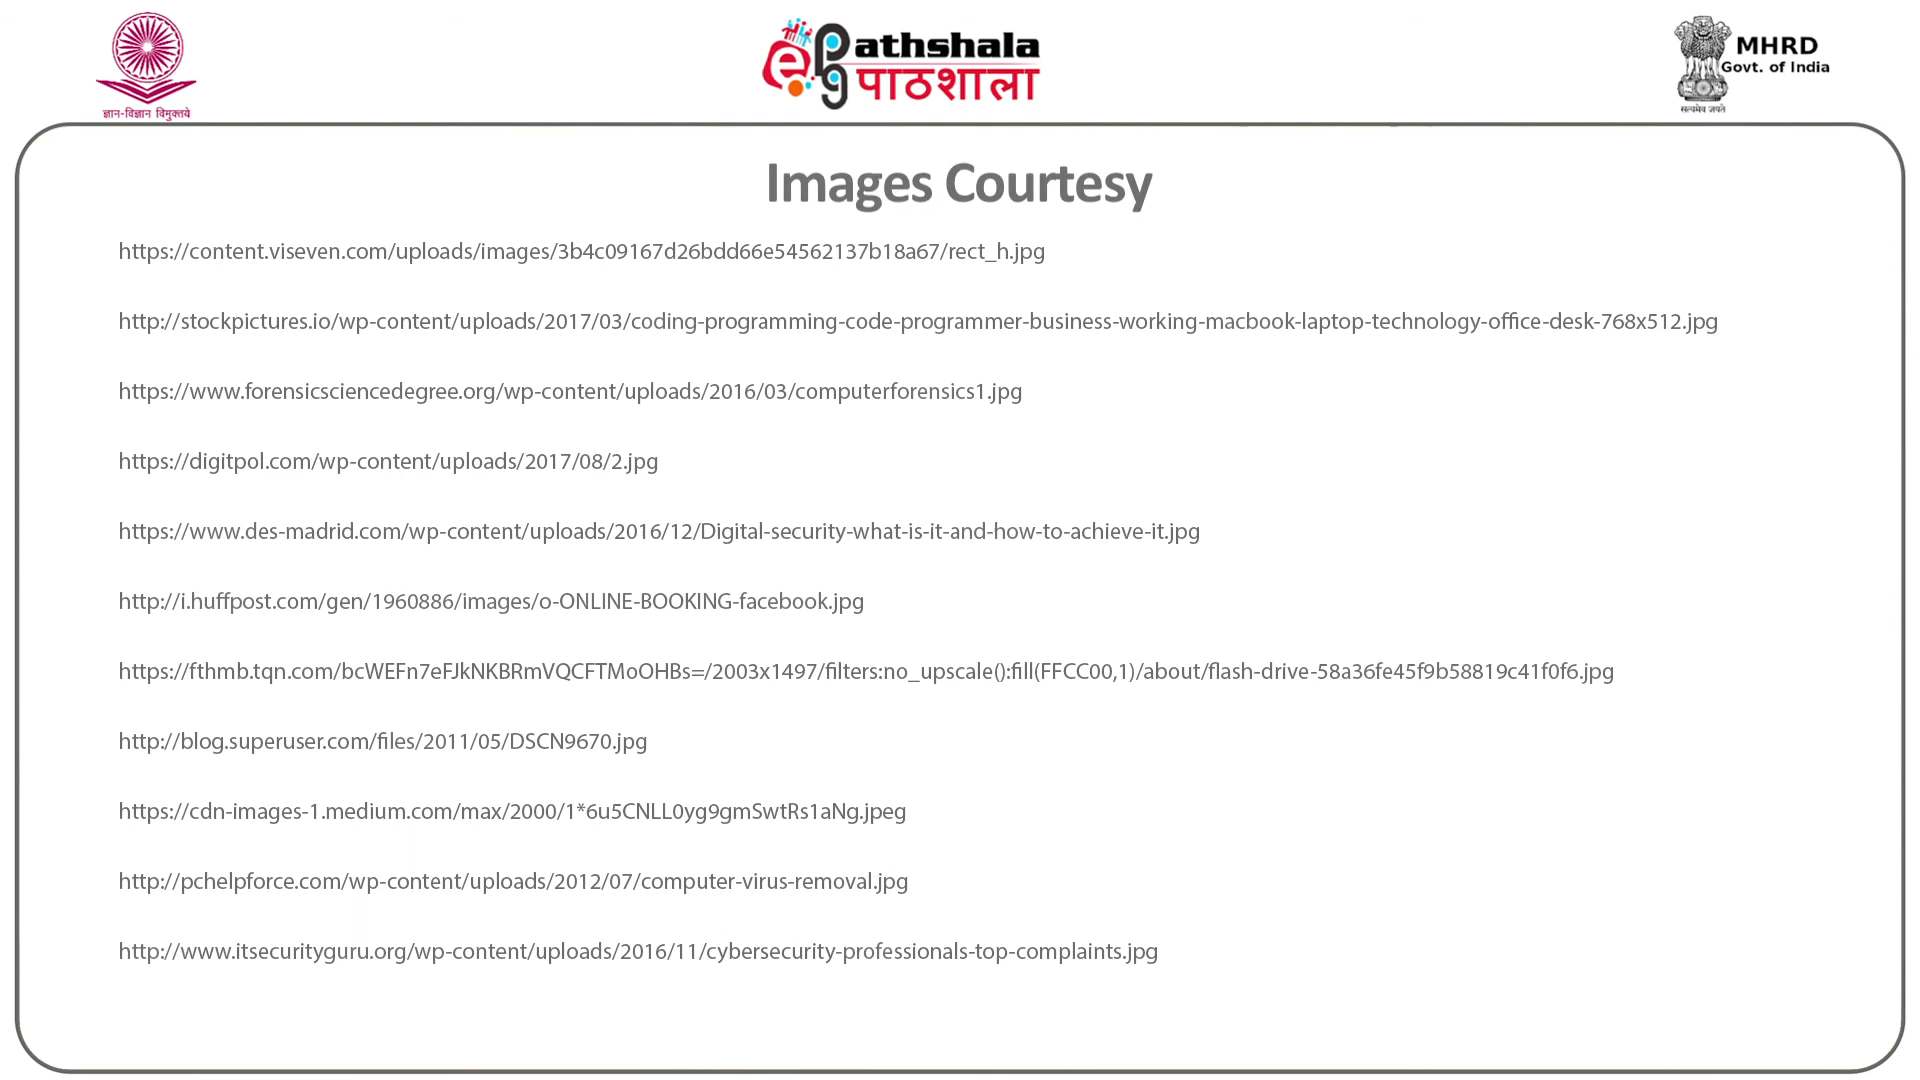 ज्ञान-विज्ञान विमुक्तये
e PG Pathshala
पाठशाला
MHRD
Govt. of India
सत्यमेव जयते
Images Courtesy
https://content.viseven.com/uploads/images/3b4c09167d26bdd66e54562137b18a67/rect_h.jpg
http://stockpictures.io/wp-content/uploads/2017/03/coding-programming-code-programmer-business-working-macbook-laptop-technology-office-desk-768x512.jpg
https://www.forensicsciencedegree.org/wp-content/uploads/2016/03/computerforensics1.jpg
https://digitpol.com/wp-content/uploads/2017/08/2.jpg
https://www.des-madrid.com/wp-content/uploads/2016/12/Digital-security-what-is-it-and-how-to-achieve-it.jpg
http://i.huffpost.com/gen/1960886/images/o-ONLINE-BOOKING-facebook.jpg
https://fthmb.tqn.com/bcWEFn7eFJkNKBRmVQCFTMoOHBs=/2003x1497/filters:no_upscale():fill(FFCC00,1)/about/flash-drive-58a36fe45f9b58819c41f0f6.jpg
http://blog.superuser.com/files/2011/05/DSCN9670.jpg
https://cdn-images-1.medium.com/max/2000/1*6u5CNLL0yg9gmSwtRs1aNg.jpeg
http://pchelpforce.com/wp-content/uploads/2012/07/computer-virus-removal.jpg
http://www.itsecurityguru.org/wp-content/uploads/2016/11/cybersecurity-professionals-top-complaints.jpg